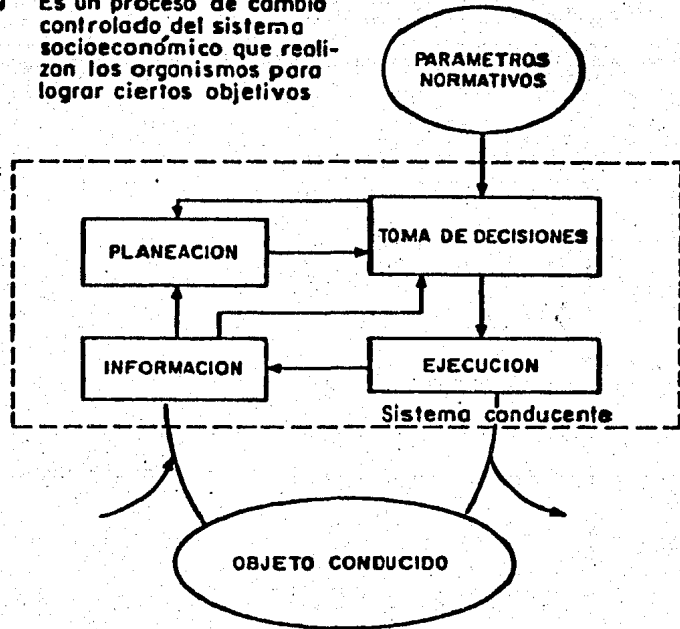 Es un proceso de cambio
controlado del sistema
socioeconómico que reali-
zan los organismos para
lograr ciertos objetivos
PARAMETROS
NORMATIVOS
PLANEACION
TOMA DE DECISIONES
INFORMACION
EJECUCION
Sistema conducente
OBJETO CONDUCIDO